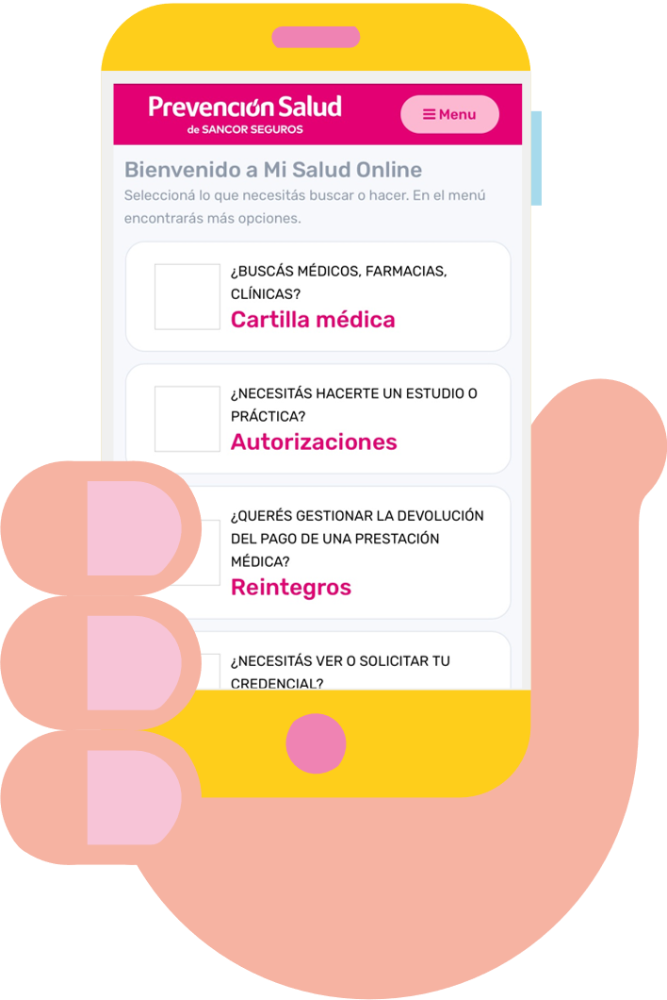 Prevención Salud
de SANCOR SEGUROS
Menu
Bienvenido a Mi Salud Online
Seleccioná lo que necesitás buscar o hacer. En el menú
encontrarás más opciones.
¿BUSCÁS MÉDICOS, FARMACIAS,
CLÍNICAS?
Cartilla médica
¿NECESITÁS HACERTE UN ESTUDIO O
PRÁCTICA?
Autorizaciones
¿QUERÉS GESTIONAR LA DEVOLUCIÓN
DEL PAGO DE UNA PRESTACIÓN
MÉDICA?
Reintegros
¿NECESITÁS VER O SOLICITAR TU
CREDENCIAL?